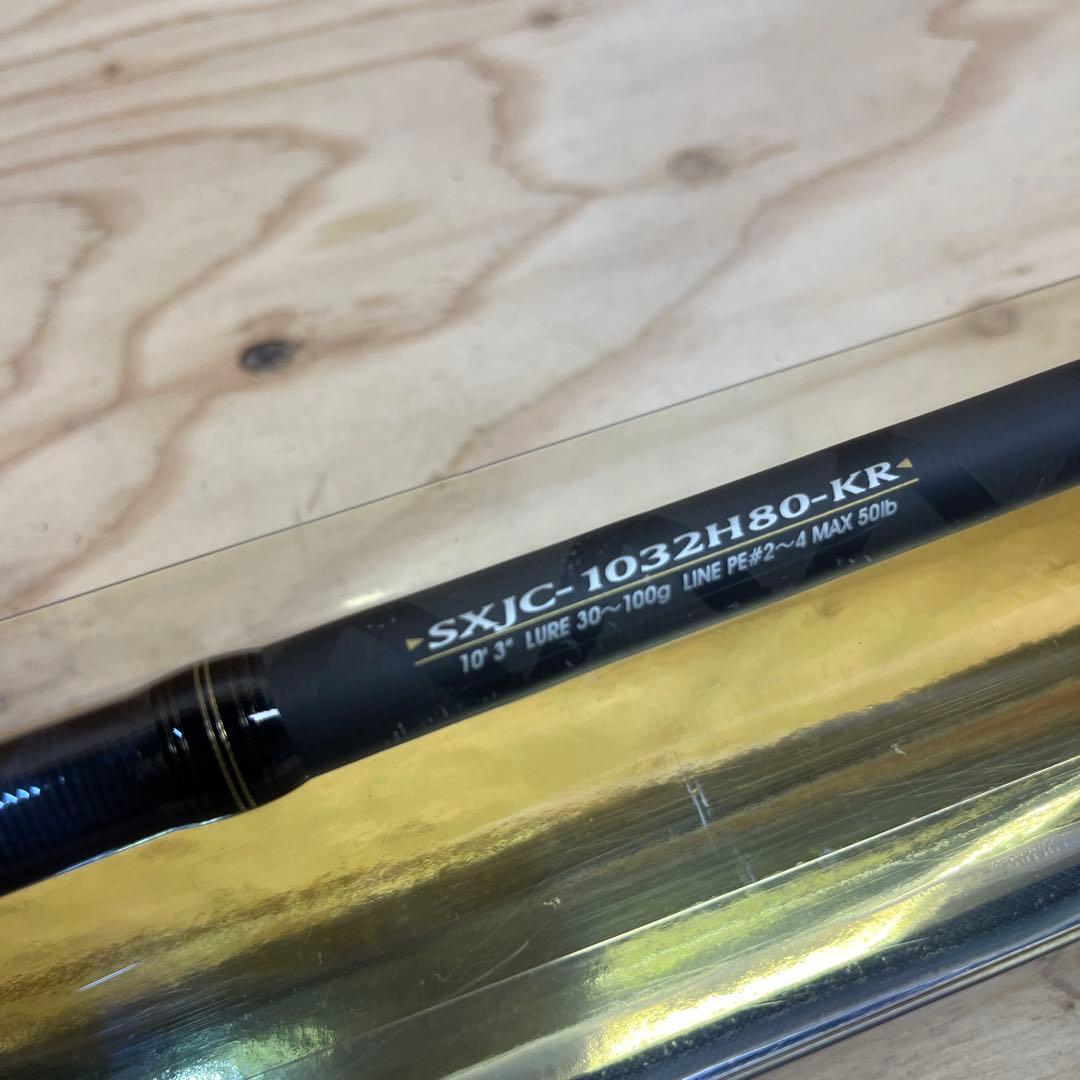 SXJC-1032H80-KR
10' 3" LURE 30～100g LINE PE#2～4 MAX 50lb